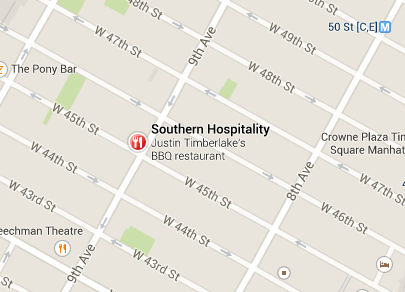 50 St [C,E] M
W 49th St
W 47th St
9th Ave
W 48th St
The Pony Bar
W 45th St
Southern Hospitality
Justin Timberlake's
BBQ restaurant
Crowne Plaza Tim
Square Manhat
W 44th St
W 45th St
8th Ave
W 47th St
W 43rd St
W 46th St
eechman Theatre
W 44th St
9th Ave
W 43rd St